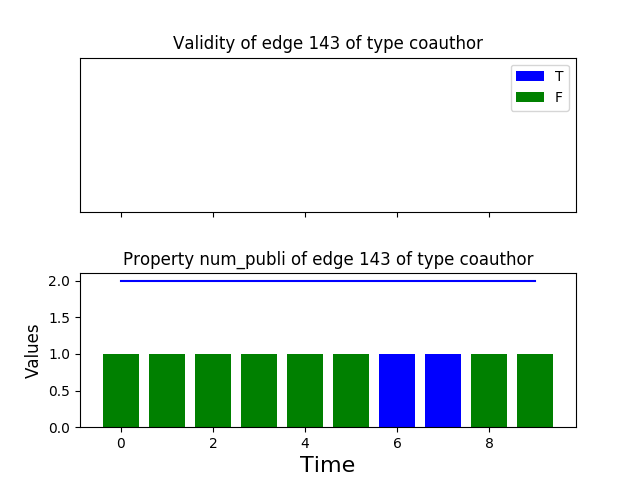 Validity of edge 143 of type coauthor
T
F
Property num_publi of edge 143 of type coauthor
2.0
1.5
1.0
0.5
0.0
Values
0 2 4 6 8
Time